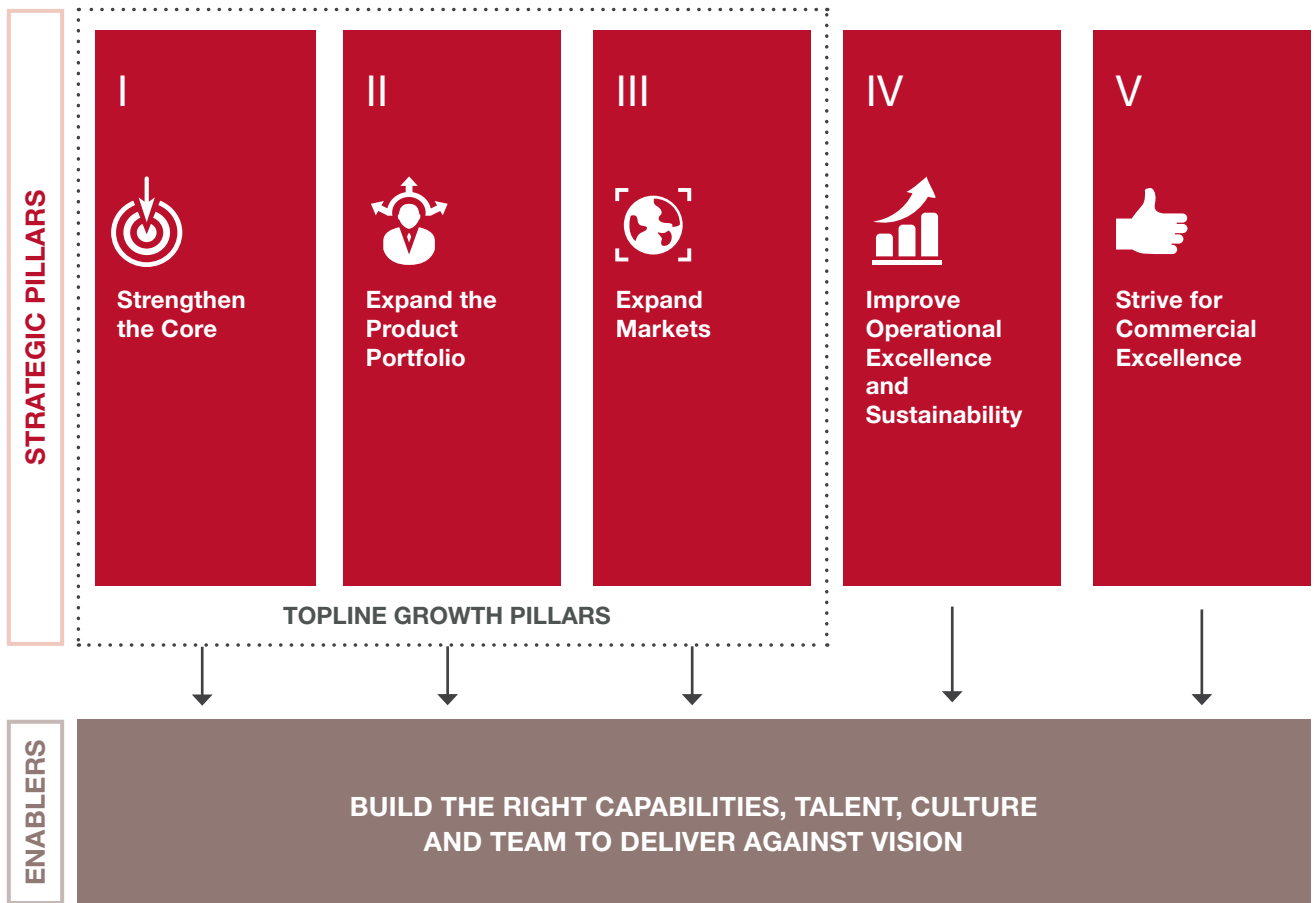 STRATEGIC PILLARS
I
Strengthen
the Core
II
Expand the
Product
Portfolio
III
Expand
Markets
IV
Improve
Operational
Excellence
and
Sustainability
V
Strive for
Commercial
Excellence
TOPLINE GROWTH PILLARS
ENABLERS
BUILD THE RIGHT CAPABILITIES, TALENT, CULTURE
AND TEAM TO DELIVER AGAINST VISION